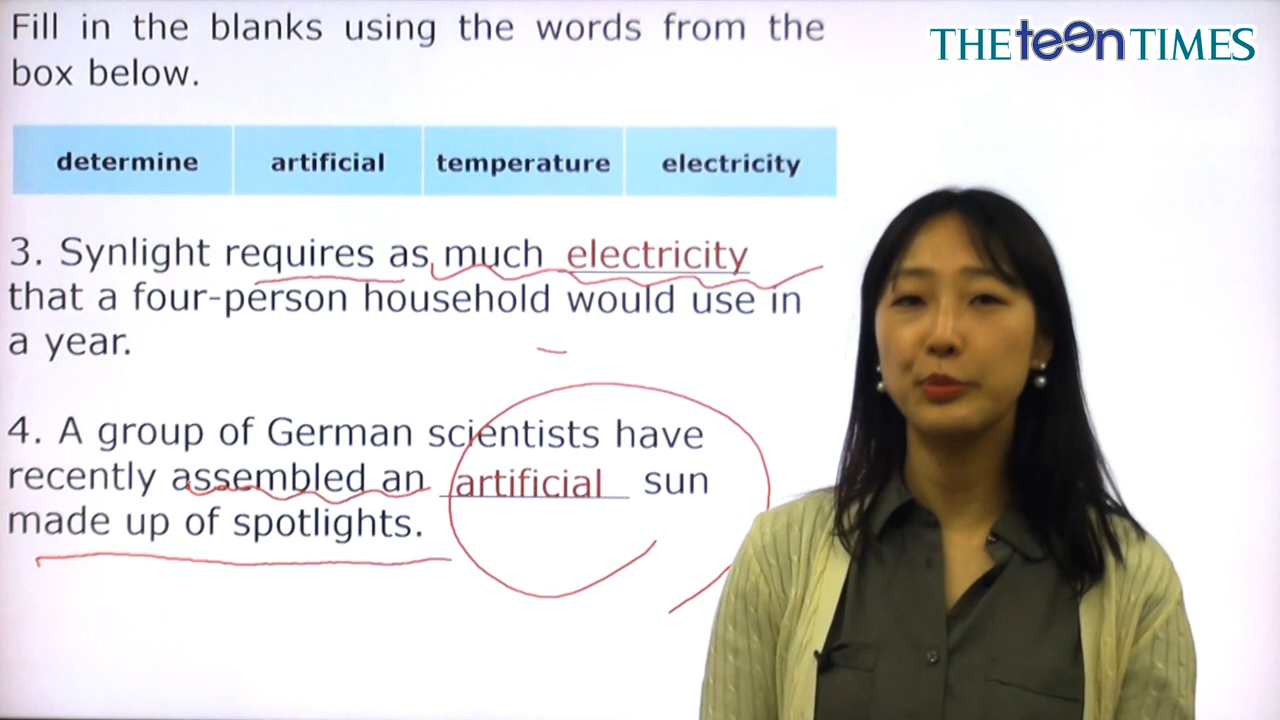 Fill in the blanks using the words from the
THE teen TIMES
box below.
determine artificial temperature electricity
3. Synlight requires as much electricity
that a four-person household would use in
a year.
4. A group of German scientists have
recently assembled an artificial sun
made up of spotlights.